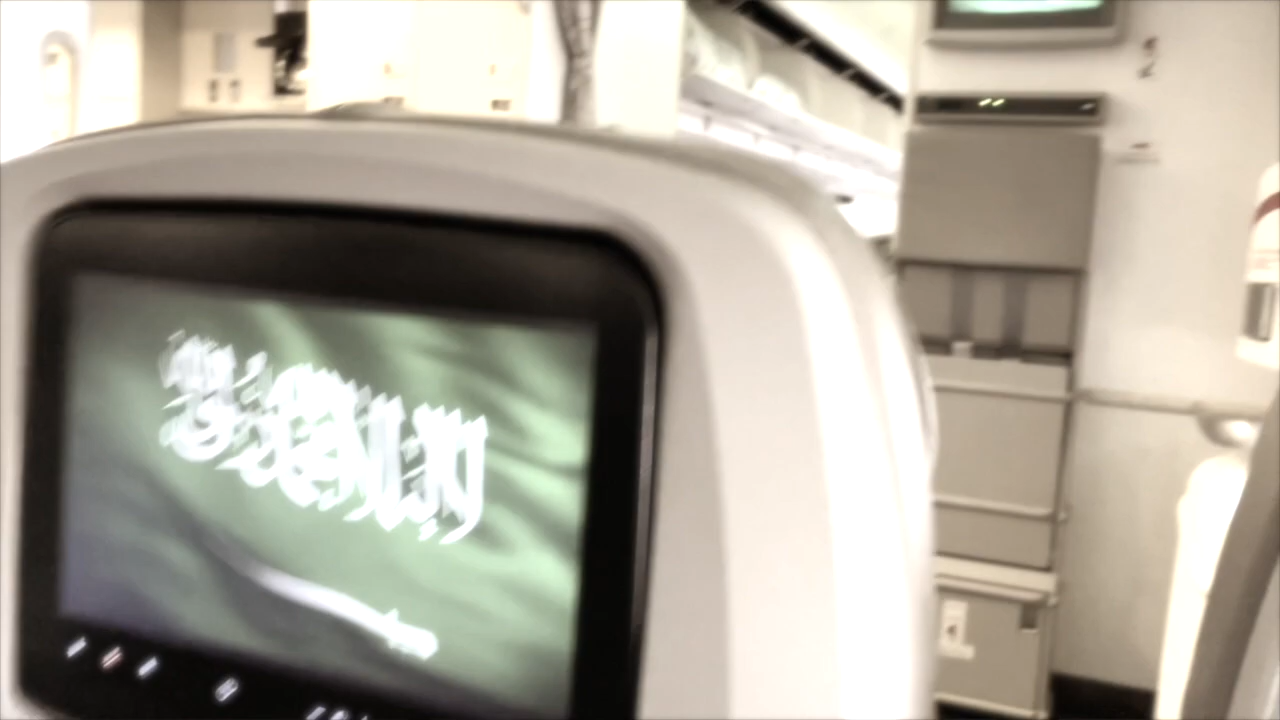 لا إله إلا الله محمد رسول الله